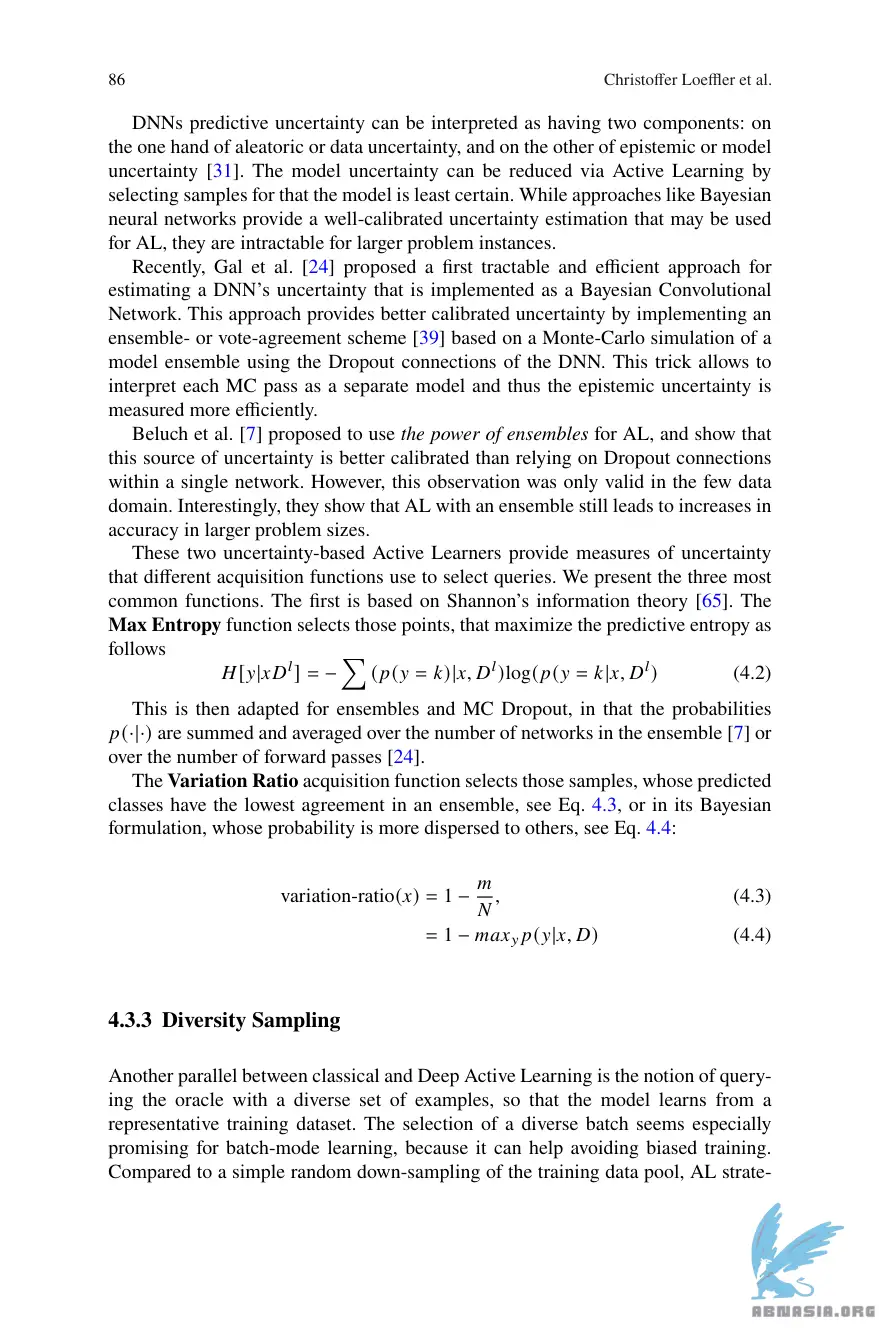 86
Christoffer Loeffler et al.
DNNs predictive uncertainty can be interpreted as having two components: on
the one hand of aleatoric or data uncertainty, and on the other of epistemic or model
uncertainty [31]. The model uncertainty can be reduced via Active Learning by
selecting samples for that the model is least certain. While approaches like Bayesian
neural networks provide a well-calibrated uncertainty estimation that may be used
for AL, they are intractable for larger problem instances.
Recently, Gal et al. [24] proposed a first tractable and efficient approach for
estimating a DNN's uncertainty that is implemented as a Bayesian Convolutional
Network. This approach provides better calibrated uncertainty by implementing an
ensemble- or vote-agreement scheme [39] based on a Monte-Carlo simulation of a
model ensemble using the Dropout connections of the DNN. This trick allows to
interpret each MC pass as a separate model and thus the epistemic uncertainty is
measured more efficiently.
Beluch et al. [7] proposed to use the power of ensembles for AL, and show that
this source of uncertainty is better calibrated than relying on Dropout connections
within a single network. However, this observation was only valid in the few data
domain. Interestingly, they show that AL with an ensemble still leads to increases in
accuracy in larger problem sizes.
These two uncertainty-based Active Learners provide measures of uncertainty
that different acquisition functions use to select queries. We present the three most
common functions. The first is based on Shannon's information theory [65]. The
Max Entropy function selects those points, that maximize the predictive entropy as
follows
H[y|xD^l] = − ∑ (p(y = k)|x, D^l)log(p(y = k|x, D^l) (4.2)
This is then adapted for ensembles and MC Dropout, in that the probabilities
p(·|·) are summed and averaged over the number of networks in the ensemble [7] or
over the number of forward passes [24].
The Variation Ratio acquisition function selects those samples, whose predicted
classes have the lowest agreement in an ensemble, see Eq. 4.3, or in its Bayesian
formulation, whose probability is more dispersed to others, see Eq. 4.4:
variation-ratio(x) = 1 − m/N, (4.3)
= 1 − max_y p(y|x, D) (4.4)
4.3.3 Diversity Sampling
Another parallel between classical and Deep Active Learning is the notion of query-
ing the oracle with a diverse set of examples, so that the model learns from a
representative training dataset. The selection of a diverse batch seems especially
promising for batch-mode learning, because it can help avoiding biased training.
Compared to a simple random down-sampling of the training data pool, AL strate-
ABNASIA.ORG